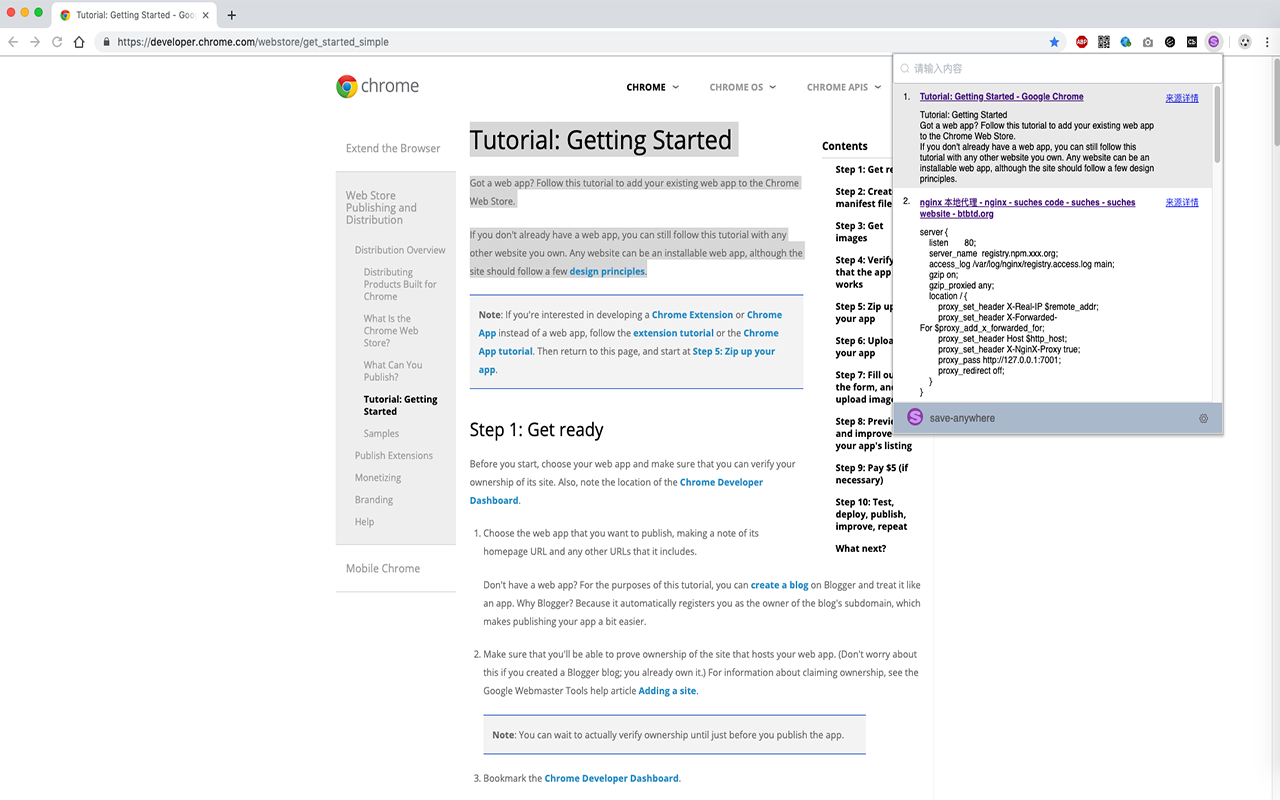 Tutorial: Getting Started - Goo
https://developer.chrome.com/webstore/get_started_simple
ABP
chrome
CHROME
CHROME OS
CHROME APIS
Extend the Browser
Web Store
Publishing and
Distribution
Distribution Overview
Distributing
Products Built for
Chrome
What Is the
Chrome Web
Store?
What Can You
Publish?
Tutorial: Getting
Started
Samples
Publish Extensions
Monetizing
Branding
Help
Mobile Chrome
Tutorial: Getting Started
Got a web app? Follow this tutorial to add your existing web app to the Chrome
Web Store.
If you don't already have a web app, you can still follow this tutorial with any
other website you own. Any website can be an installable web app, although the
site should follow a few design principles.
Note: If you're interested in developing a Chrome Extension or Chrome
App instead of a web app, follow the extension tutorial or the Chrome
App tutorial. Then return to this page, and start at Step 5: Zip up your
app.
Step 1: Get ready
Before you start, choose your web app and make sure that you can verify your
ownership of its site. Also, note the location of the Chrome Developer
Dashboard.
1. Choose the web app that you want to publish, making a note of its
homepage URL and any other URLs that it includes.
Don't have a web app? For the purposes of this tutorial, you can create a blog on Blogger and treat it like
an app. Why Blogger? Because it automatically registers you as the owner of the blog's subdomain, which
makes publishing your app a bit easier.
2. Make sure that you'll be able to prove ownership of the site that hosts your web app. (Don't worry about
this if you created a Blogger blog; you already own it.) For information about claiming ownership, see the
Google Webmaster Tools help article Adding a site.
Note: You can wait to actually verify ownership until just before you publish the app.
3. Bookmark the Chrome Developer Dashboard.
Contents
Step 1: Get re
Step 2: Creat
manifest file
Step 3: Get
images
Step 4: Verify
that the app
works
Step 5: Zip up
your app
Step 6: Uploa
your app
Step 7: Fill ou
the form, and
upload image
Step 8: Previe
and improve
your app's listing
Step 9: Pay $5 (if
necessary)
Step 10: Test,
deploy, publish,
improve, repeat
What next?
请输入内容
1. Tutorial: Getting Started - Google Chrome 来源详情
Tutorial: Getting Started
Got a web app? Follow this tutorial to add your existing web app
to the Chrome Web Store.
If you don't already have a web app, you can still follow this
tutorial with any other website you own. Any website can be an
installable web app, although the site should follow a few design
principles.
2. nginx 本地代理 - nginx - suches code - suches - suches 来源详情
website - btbtd.org
server {
listen 80;
server_name registry.npm.xxx.org;
access_log /var/log/nginx/registry.access.log main;
gzip on;
gzip_proxied any;
location / {
proxy_set_header X-Real-IP $remote_addr;
proxy_set_header X-Forwarded-
For $proxy_add_x_forwarded_for;
proxy_set_header Host $http_host;
proxy_set_header X-NginX-Proxy true;
proxy_pass http://127.0.0.1:7001;
proxy_redirect off;
}
}
save-anywhere